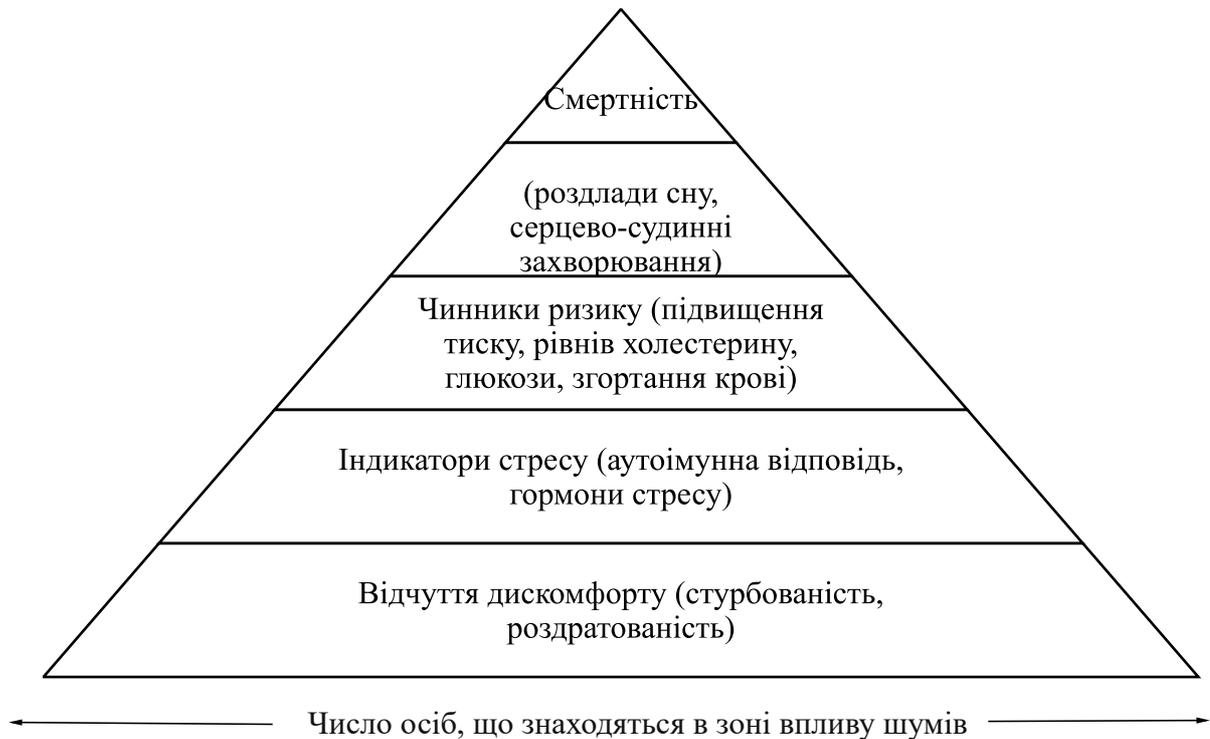 Смертність
(роздлади сну,
серцево-судинні
захворювання)
Чинники ризику (підвищення
тиску, рівнів холестерину,
глюкози, згортання крові)
Індикатори стресу (аутоімунна відповідь,
гормони стресу)
Відчуття дискомфорту (стурбованість,
роздратованість)
Число осіб, що знаходяться в зоні впливу шумів